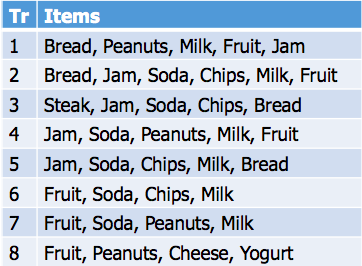 Tr Items
1 Bread, Peanuts, Milk, Fruit, Jam
2 Bread, Jam, Soda, Chips, Milk, Fruit
3 Steak, Jam, Soda, Chips, Bread
4 Jam, Soda, Peanuts, Milk, Fruit
5 Jam, Soda, Chips, Milk, Bread
6 Fruit, Soda, Chips, Milk
7 Fruit, Soda, Peanuts, Milk
8 Fruit, Peanuts, Cheese, Yogurt